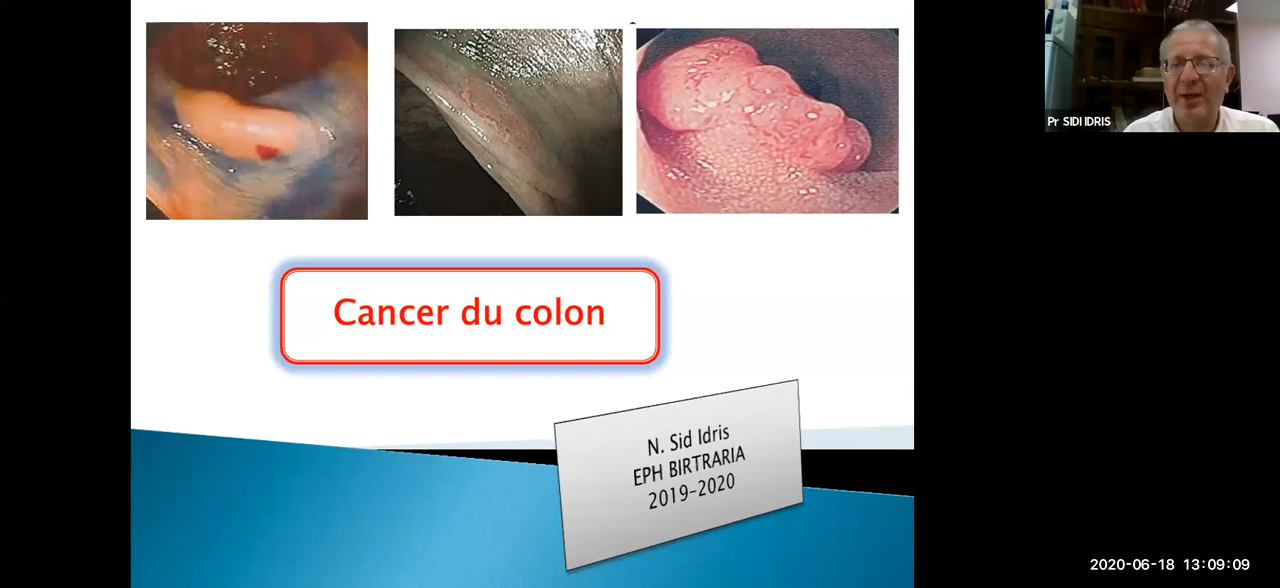 Pr SIDI IDRIS
Cancer du colon
N. Sid Idris
EPH BIRTRARIA
2019-2020
2020-06-18 13:09:09